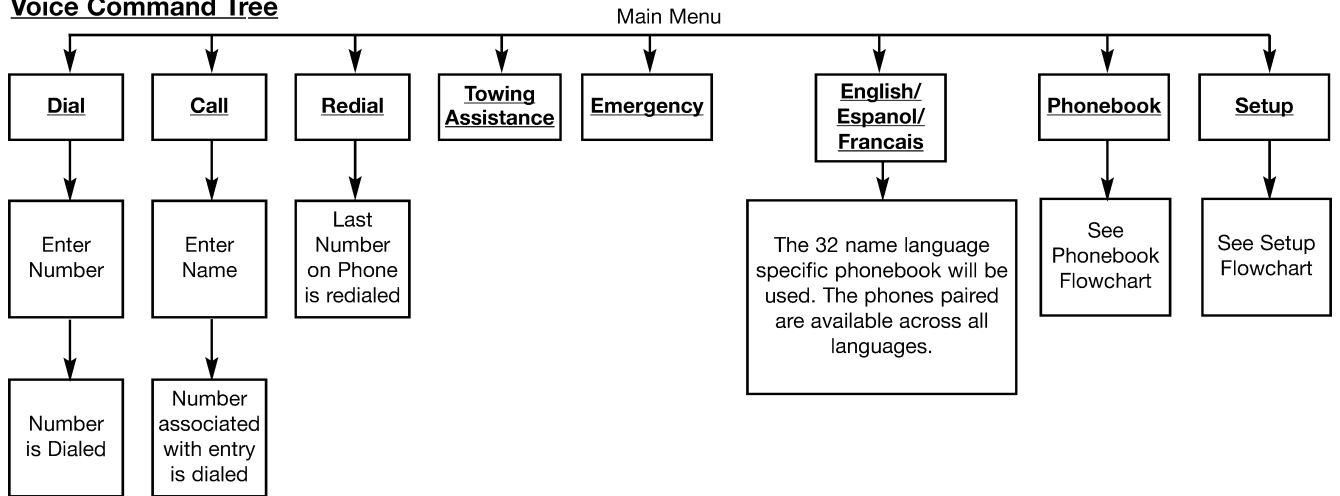 Voice Command Tree
Main Menu
Dial
Call
Redial
Towing
Assistance
Emergency
English/
Espanol/
Francais
Phonebook
Setup
Enter
Number
Enter
Name
Last
Number
on Phone
is redialed
The 32 name language
specific phonebook will be
used. The phones paired
are available across all
languages.
See
Phonebook
Flowchart
See Setup
Flowchart
Number
is Dialed
Number
associated
with entry
is dialed